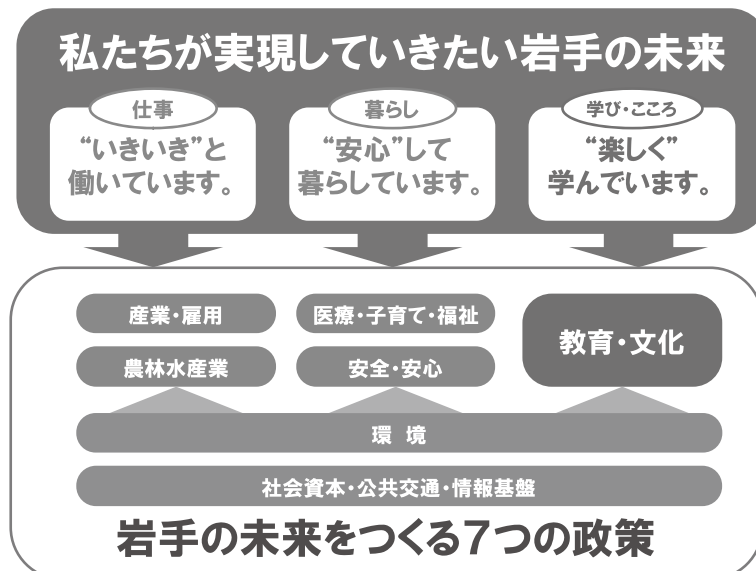 私たちが実現していきたい岩手の未来
仕事
“いきいき”と
働いています。
暮らし
“安心”して
暮らしています。
学び・こころ
“楽しく”
学んでいます。
産業・雇用
農林水産業
医療・子育て・福祉
安全・安心
教育・文化
環 境
社会資本・公共交通・情報基盤
岩手の未来をつくる7つの政策